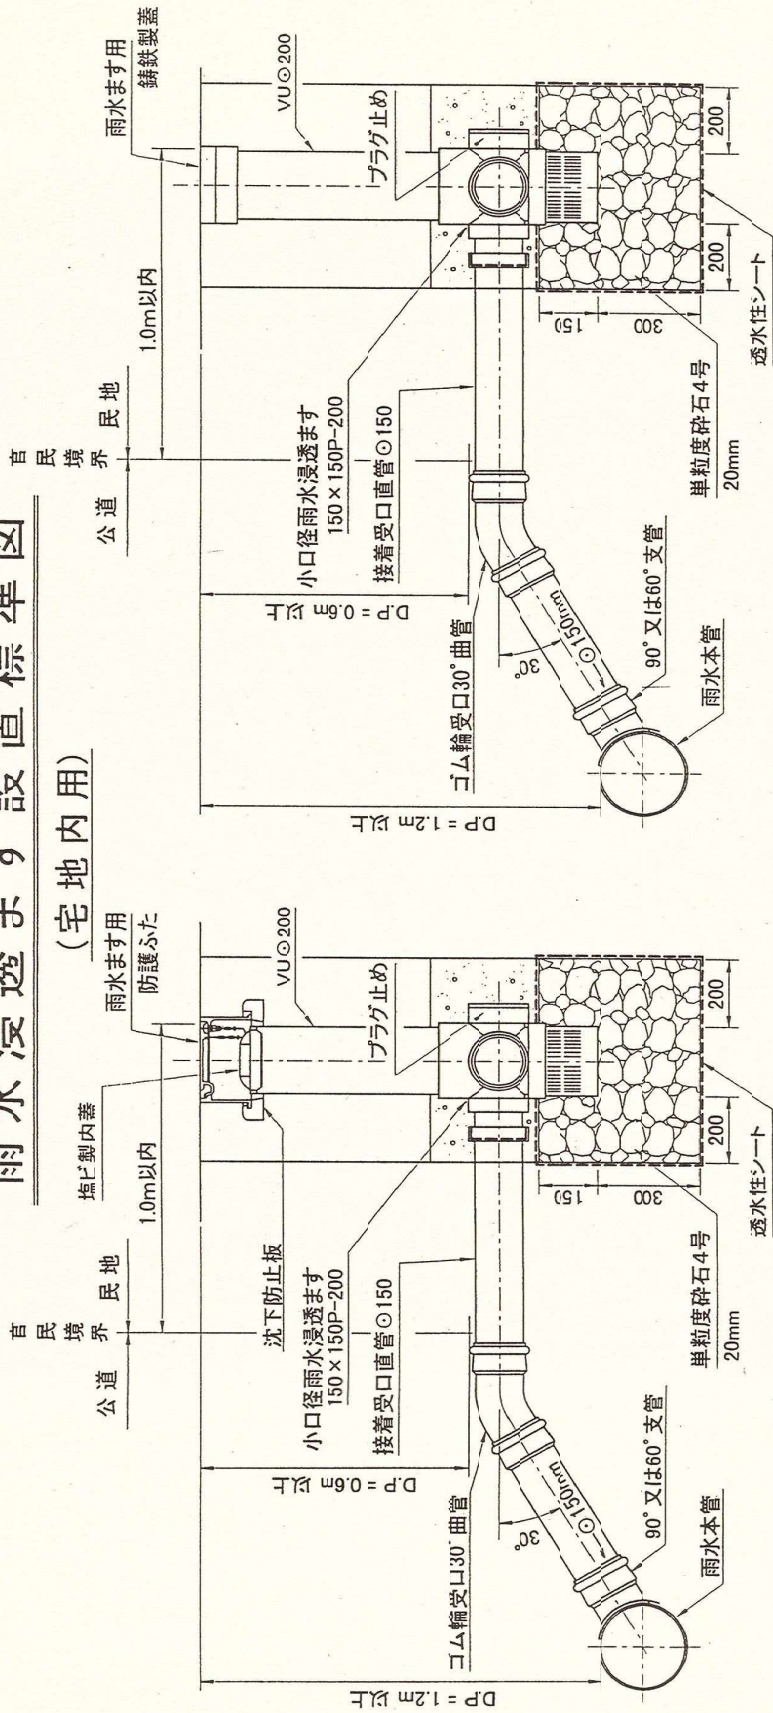 雨水浸透ます設置標準図
(宅地内用)
官民境界
公道
民地
1.0m以内
塩ビ製内蓋
雨水ます用
防護ふた
VU⊙200
沈下防止板
プラグ止め
小口径雨水浸透ます
150×150P-200
接着受口直管⊙150
D.P=0.6m 以上
D.P=1.2m 以上
ゴム輪受口30°曲管
30°
⊙150mm
90°又は60°支管
雨水本管
単粒度砕石4号
20mm
150
300
200
200
透水性シート
官民境界
公道
民地
1.0m以内
雨水ます用
鋳鉄製蓋
VU⊙200
プラグ止め
小口径雨水浸透ます
150×150P-200
接着受口直管⊙150
D.P=0.6m 以上
D.P=1.2m 以上
ゴム輪受口30°曲管
30°
⊙150mm
90°又は60°支管
雨水本管
単粒度砕石4号
20mm
150
300
200
200
透水性シート